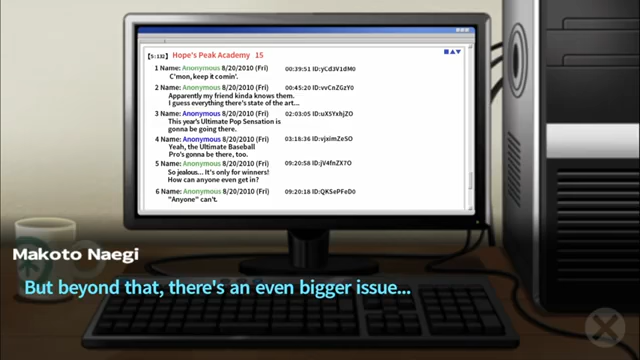 【5:132】 Hope's Peak Academy 15
1 Name: Anonymous 8/20/2010 (Fri) 00:39:51 ID:yCdJV1dM0
C'mon, keep it comin'.
2 Name: Anonymous 8/20/2010 (Fri) 00:45:20 ID:vvCnZGzY0
Apparently my friend kinda knows them.
I guess everything there's state of the art...
3 Name: Anonymous 8/20/2010 (Fri) 02:03:05 ID:uX5YxhjZO
This year's Ultimate Pop Sensation is
gonna be going there.
4 Name: Anonymous 8/20/2010 (Fri) 03:18:36 ID:vjximZeSO
Yeah, the Ultimate Baseball
Pro's gonna be there, too.
5 Name: Anonymous 8/20/2010 (Fri) 09:20:58 ID:jV4fnZX7O
So jealous... It's only for winners!
How can anyone even get in?
6 Name: Anonymous 8/20/2010 (Fri) 09:20:18 ID:QKSePFeD0
"Anyone" can't.
Makoto Naegi
But beyond that, there's an even bigger issue...